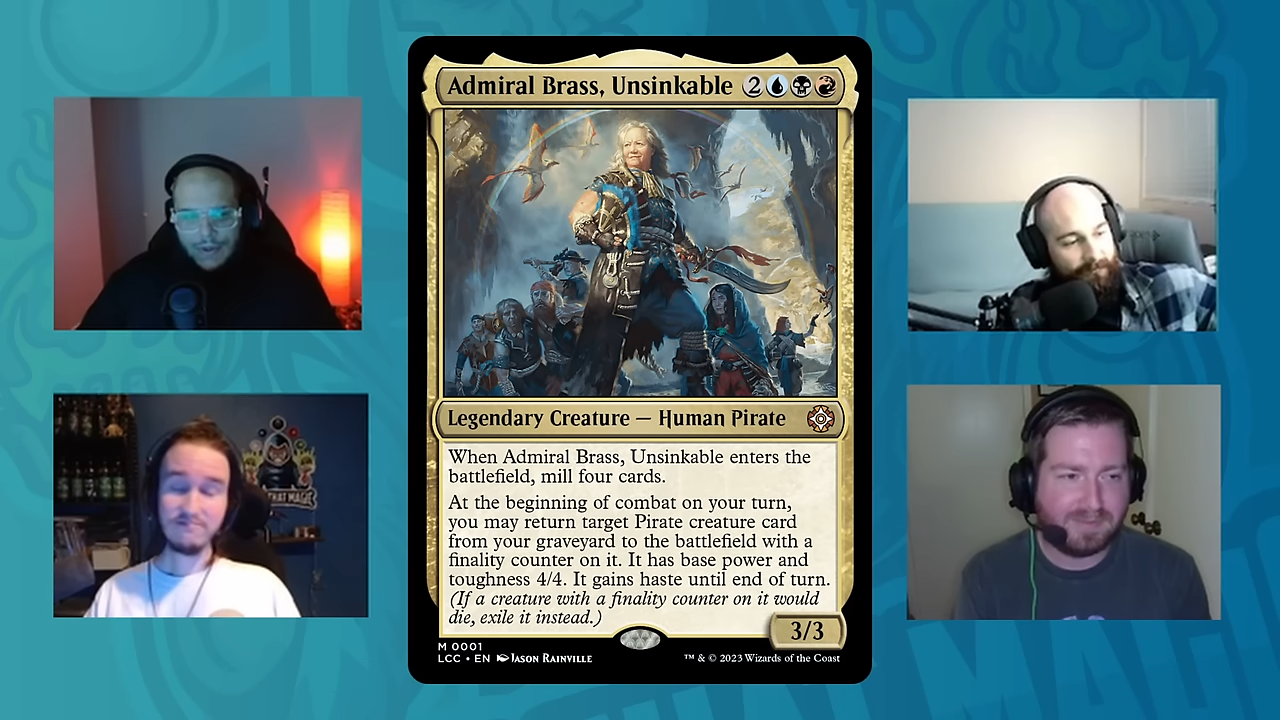 Admiral Brass, Unsinkable 2
Legendary Creature — Human Pirate
When Admiral Brass, Unsinkable enters the
battlefield, mill four cards.
At the beginning of combat on your turn,
you may return target Pirate creature card
from your graveyard to the battlefield with a
finality counter on it. It has base power and
toughness 4/4. It gains haste until end of turn.
(If a creature with a finality counter on it would
die, exile it instead.)
3/3
M 0001
LCC • EN JASON RAINVILLE
™ & © 2023 Wizards of the Coast
THAT MAGIC